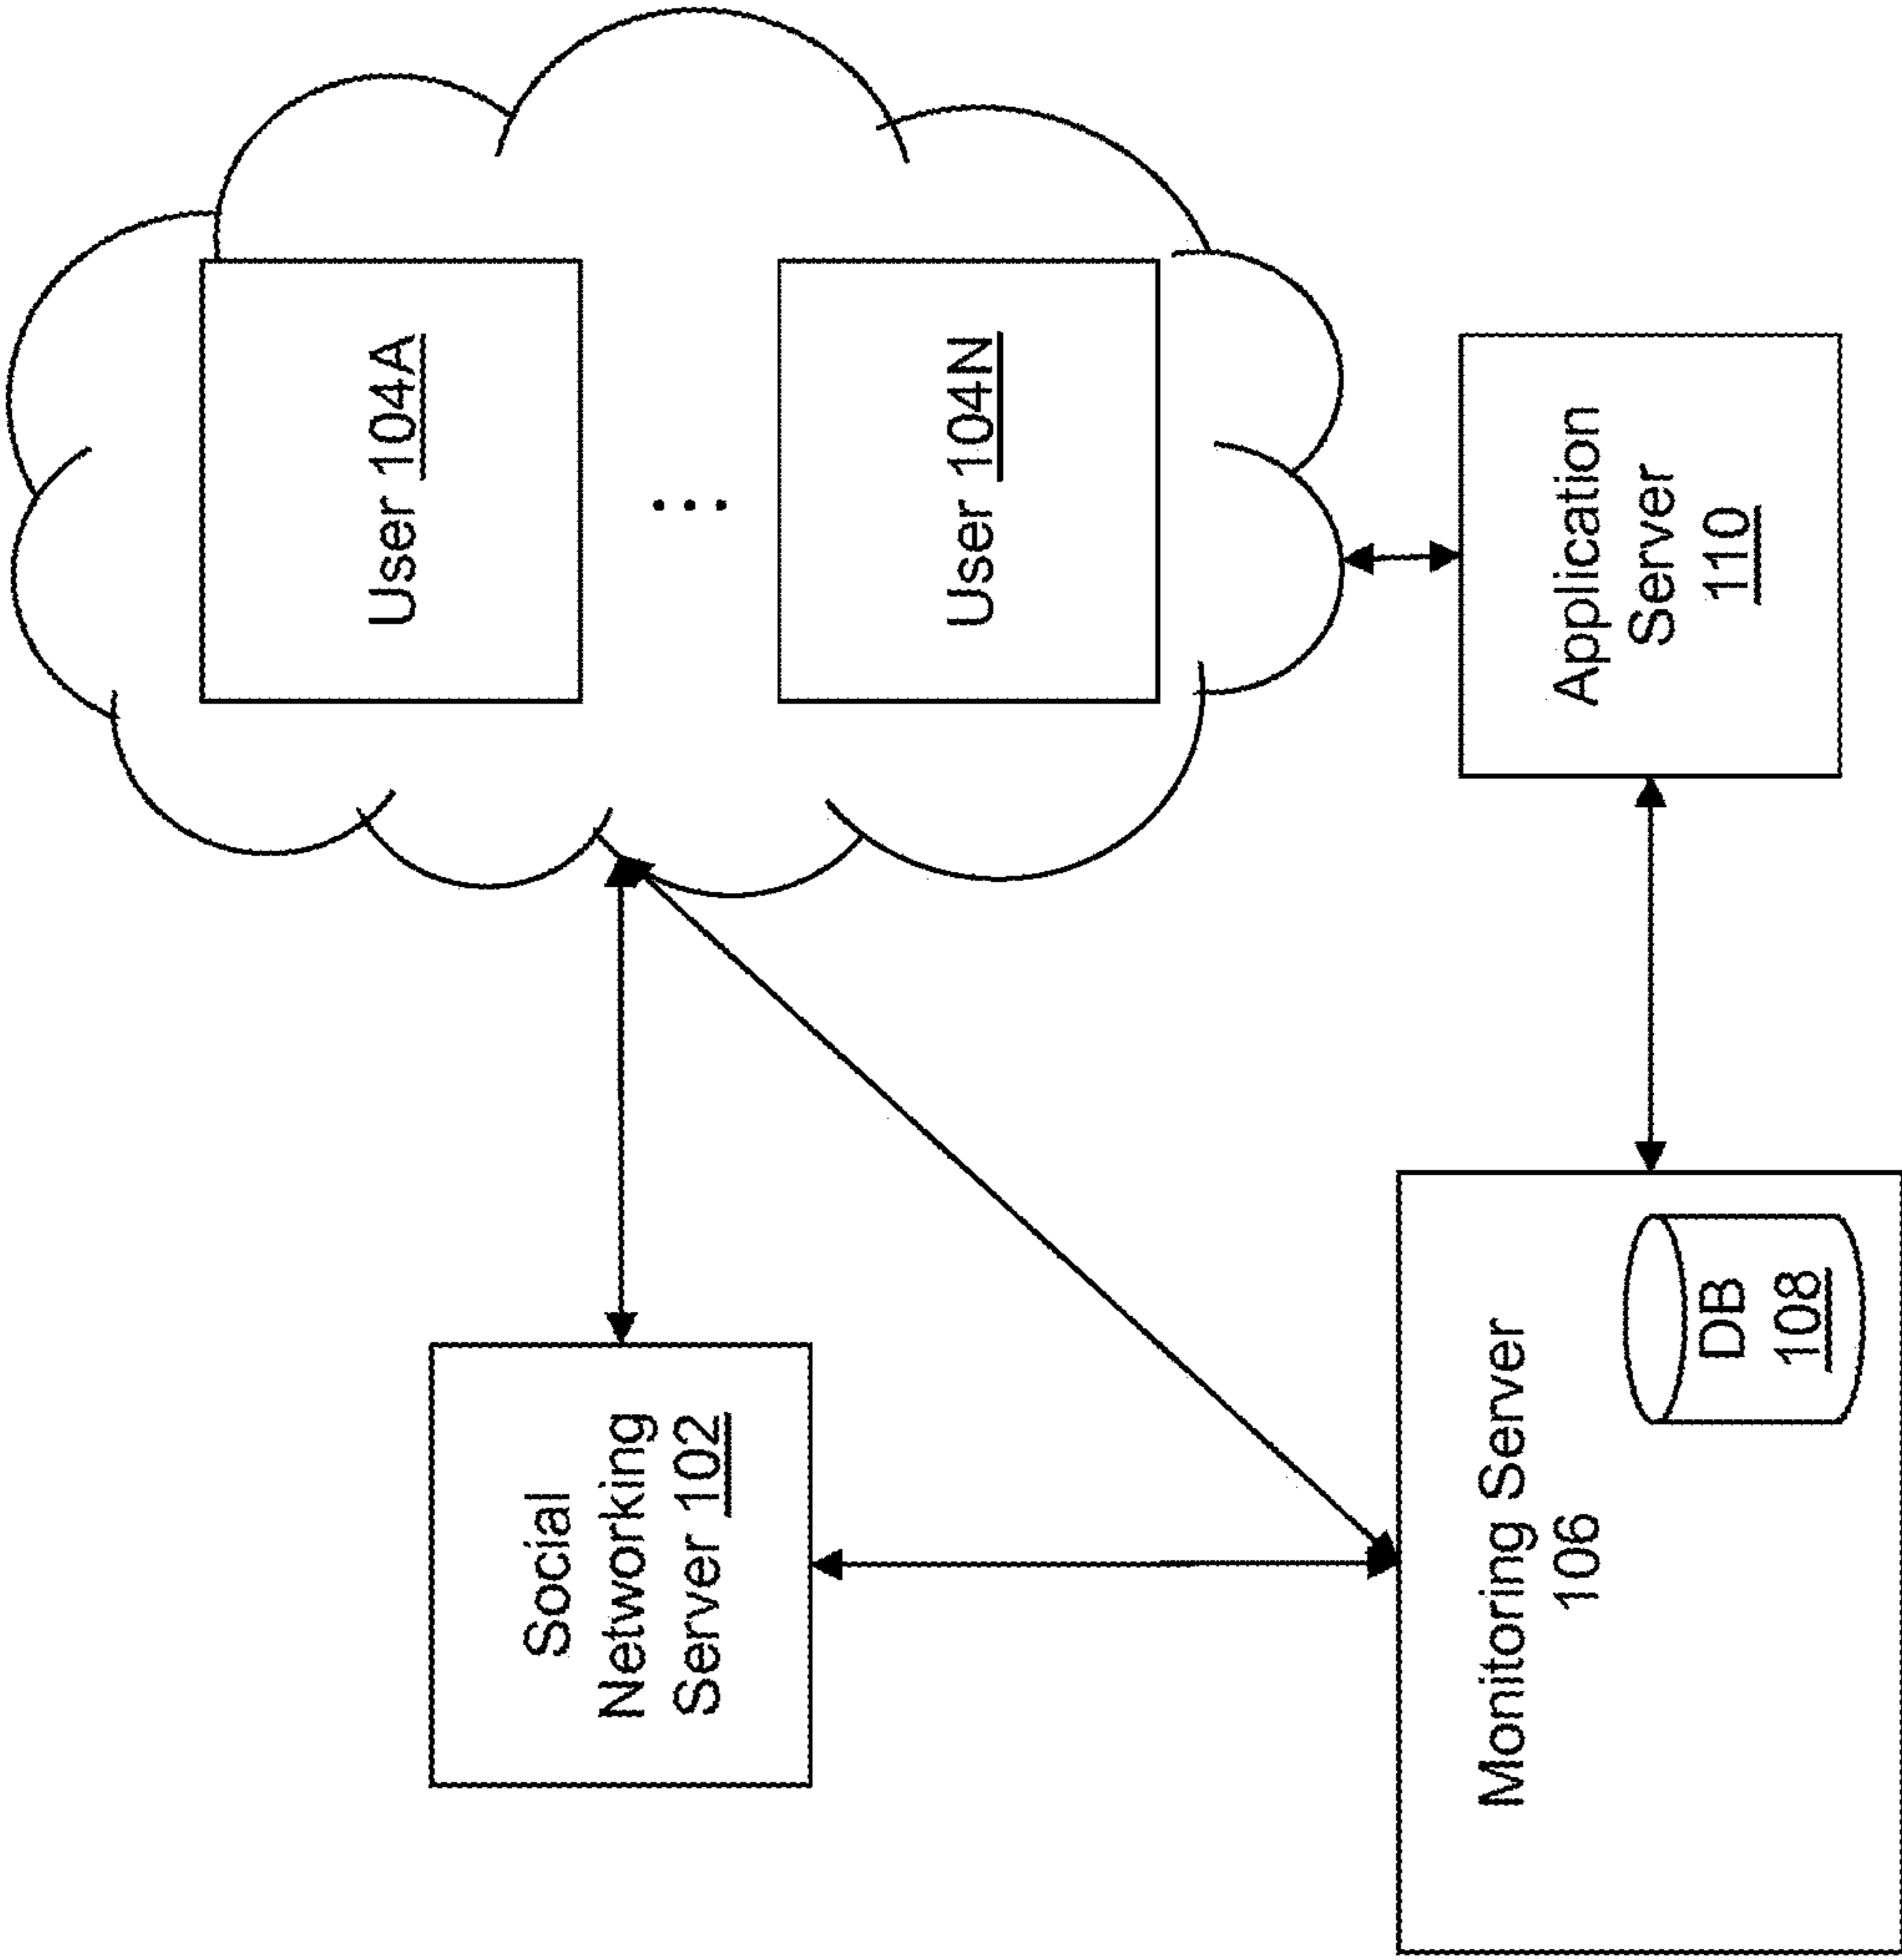 Social
Networking
Server 102
User 104A
...
User 104N
Monitoring Server
106
DB
108
Application
Server
110